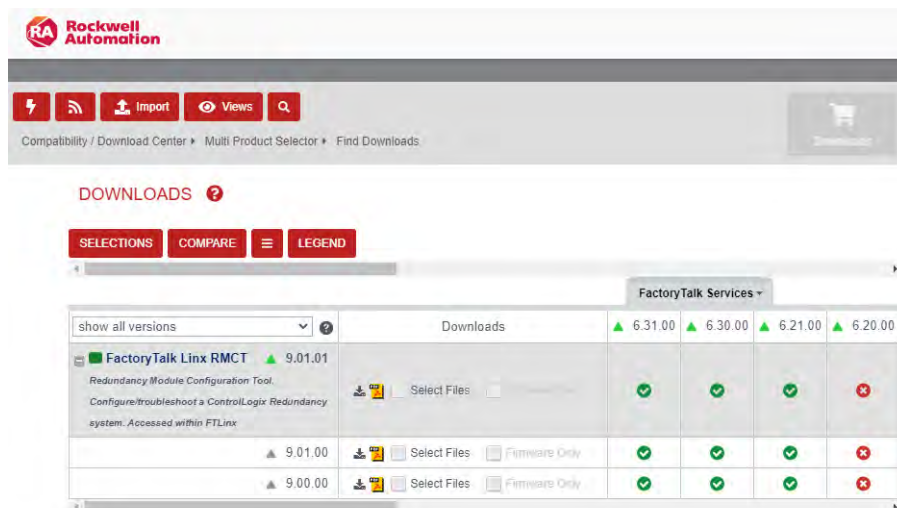 RA Rockwell
Automation
Import Views
Compatibility / Download Center Multi Product Selector Find Downloads
Downloads
DOWNLOADS ?
SELECTIONS COMPARE LEGEND
FactoryTalk Services
show all versions ? Downloads 6.31.00 6.30.00 6.21.00 6.20.00
FactoryTalk Linx RMCT 9.01.01
Redundancy Module Configuration Tool.
Configure/troubleshoot a ControlLogix Redundancy
system. Accessed within FTLinx
Select Files
9.01.00 Select Files Firmware Only
9.00.00 Select Files Firmware Only